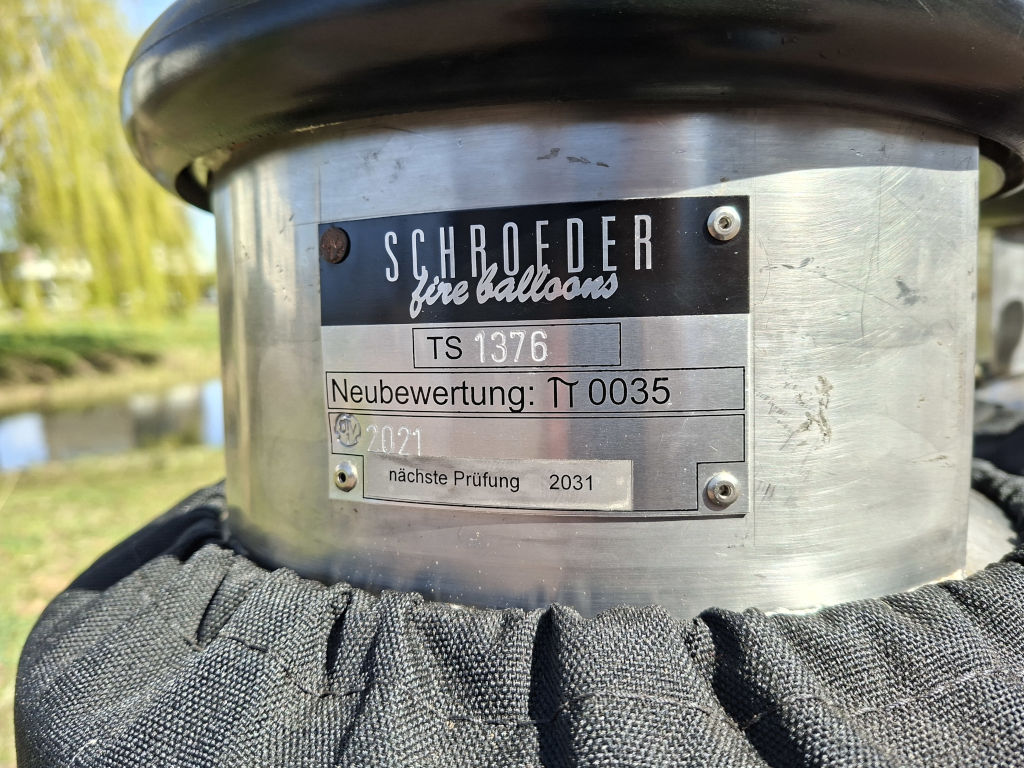 SCHROEDER
fire balloons
TS 1376
Neubewertung: π 0035
2021
nächste Prüfung 2031